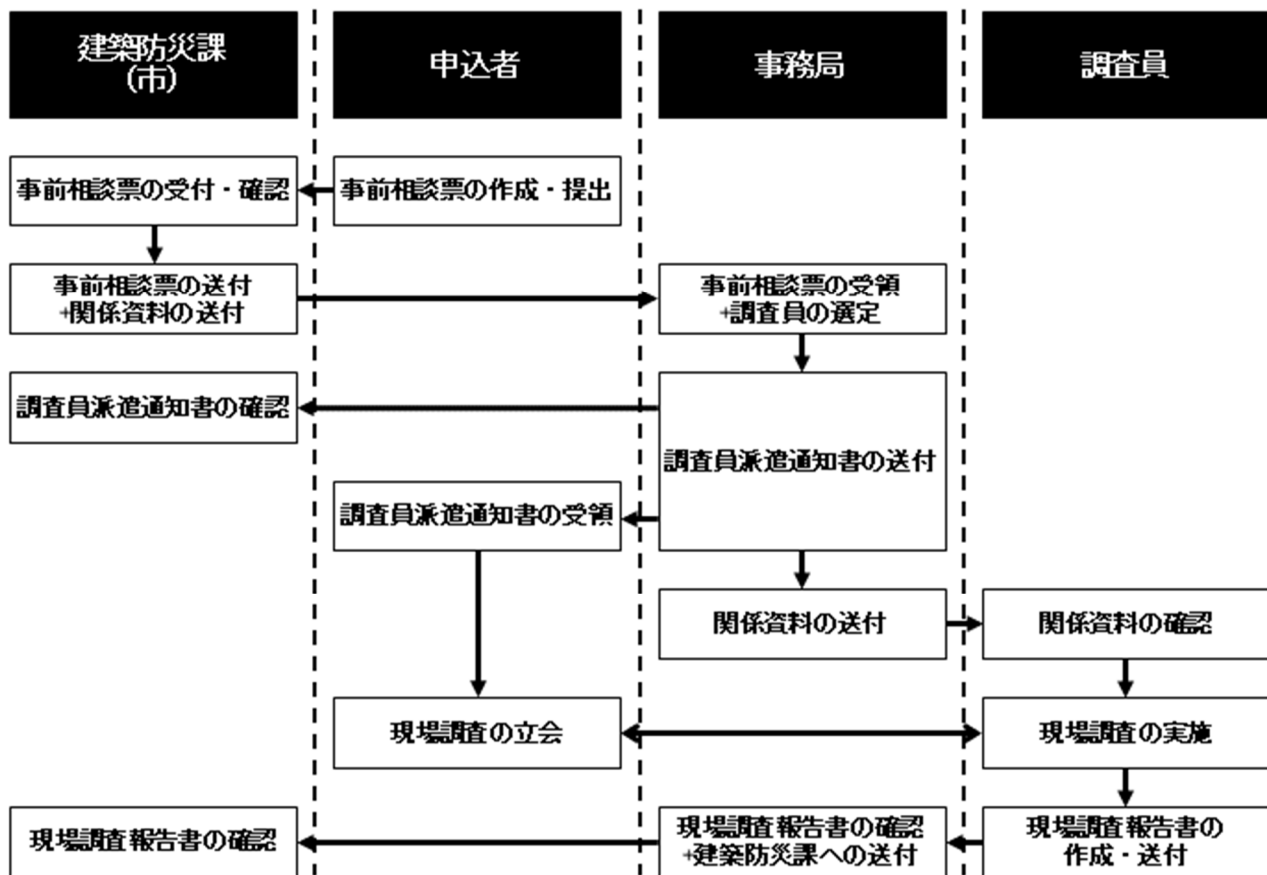 建築防災課
(市)
申込者
事務局
調査員
事前相談票の受付・確認
事前相談票の作成・提出
事前相談票の送付
+関係資料の送付
事前相談票の受領
+調査員の選定
調査員派遣通知書の確認
調査員派遣通知書の送付
調査員派遣通知書の受領
関係資料の送付
関係資料の確認
現場調査の立会
現場調査の実施
現場調査報告書の確認
現場調査報告書の確認
+建築防災課への送付
現場調査報告書の
作成・送付